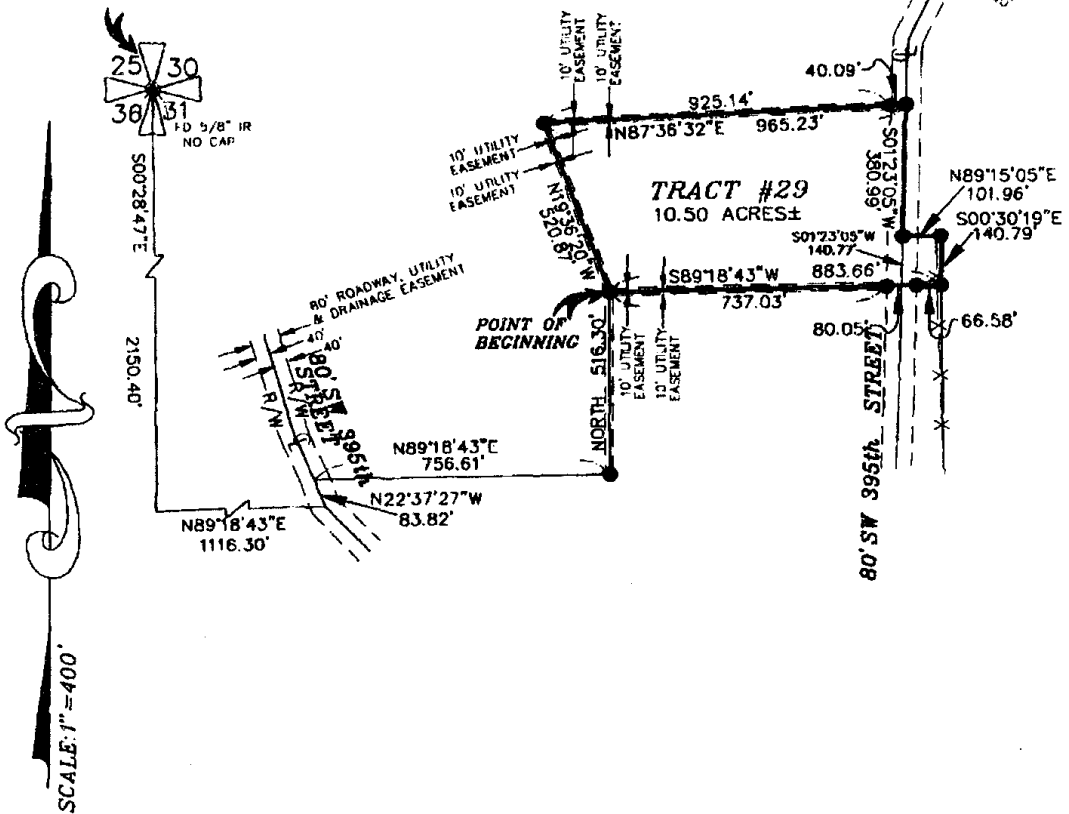 25 30
36 31
FD 5/8" IR
NO CAP
S00°28'47"E
2150.40'
N89°18'43"E
1116.30'
80' ROADWAY, UTILITY
& DRAINAGE EASEMENT
40'
40'
R/W
R/W
80' SW 395th
STREET
N89°18'43"E
756.61'
N22°37'27"W
83.82'
10' UTILITY
EASEMENT
10' UTILITY
EASEMENT
10' UTILITY
EASEMENT
10' UTILITY
EASEMENT
N19°36'20"W
520.87'
925.14'
N87°36'32"E 965.23'
40.09'
TRACT #29
10.50 ACRES±
S01°23'05"W
380.99'
N89°15'05"E
101.96'
S00°30'19"E
140.79'
S01°23'05"W
140.77'
S89°18'43"W 883.66'
737.03'
80.05'
66.58'
POINT OF
BEGINNING
NORTH 516.30'
10' UTILITY
EASEMENT
10' UTILITY
EASEMENT
80' SW 395th STREET
SCALE: 1"=400'